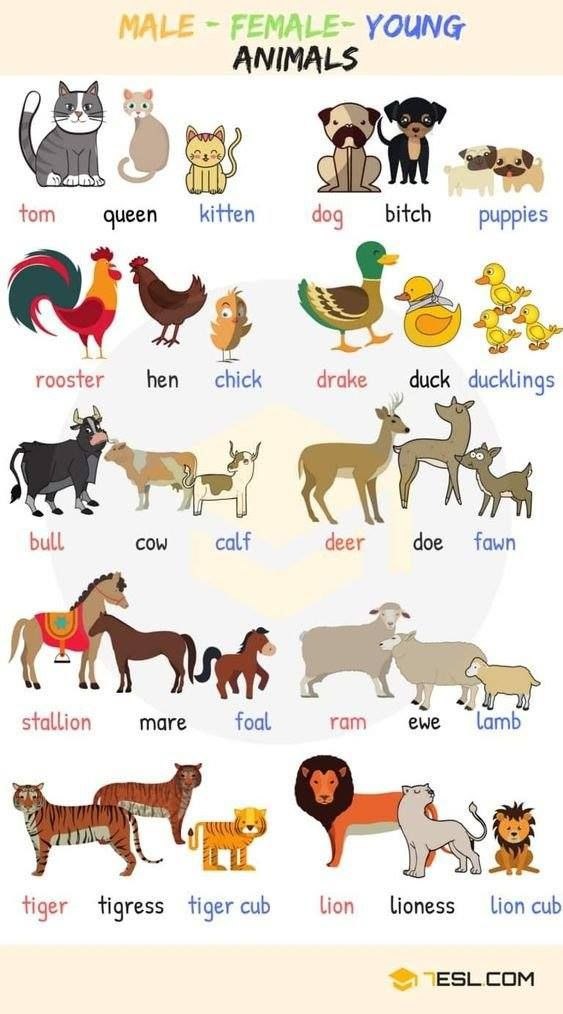 MALE - FEMALE- YOUNG
ANIMALS
tom queen kitten dog bitch puppies
rooster hen chick drake duck ducklings
bull cow calf deer doe fawn
stallion mare foal ram ewe lamb
tiger tigress tiger cub lion lioness lion cub
7ESL.COM